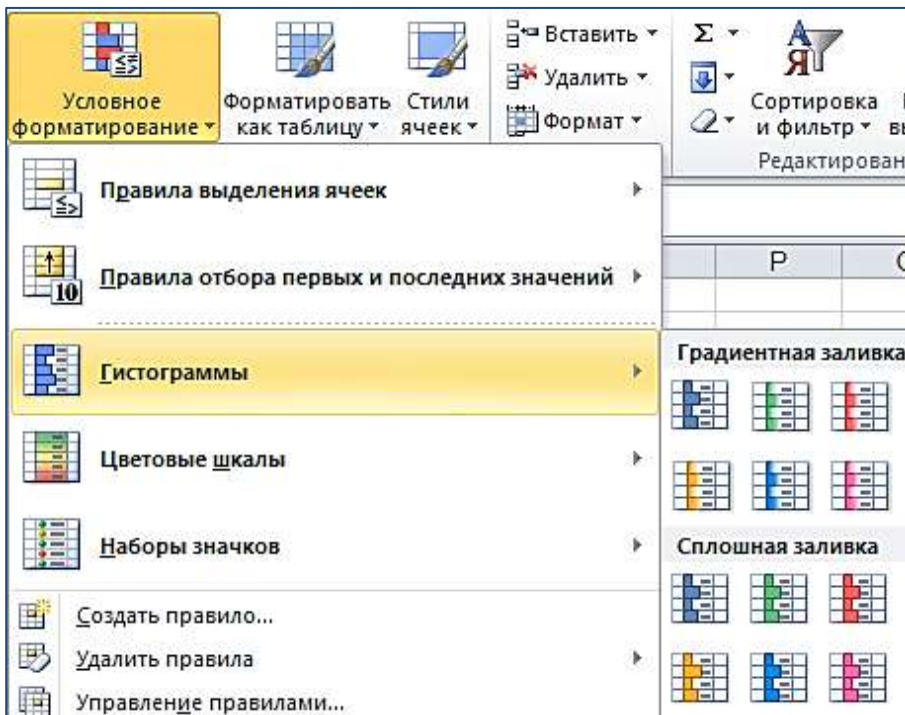 Условное
форматирование
Форматировать
как таблицу
Стили
ячеек
Вставить
Удалить
Формат
Σ
А
Я
Сортировка
и фильтр
Редактирован
Правила выделения ячеек
10
Правила отбора первых и последних значений
P
Гистограммы
Градиентная заливка
Цветовые шкалы
Наборы значков
Сплошная заливка
Создать правило...
Удалить правила
Управление правилами...